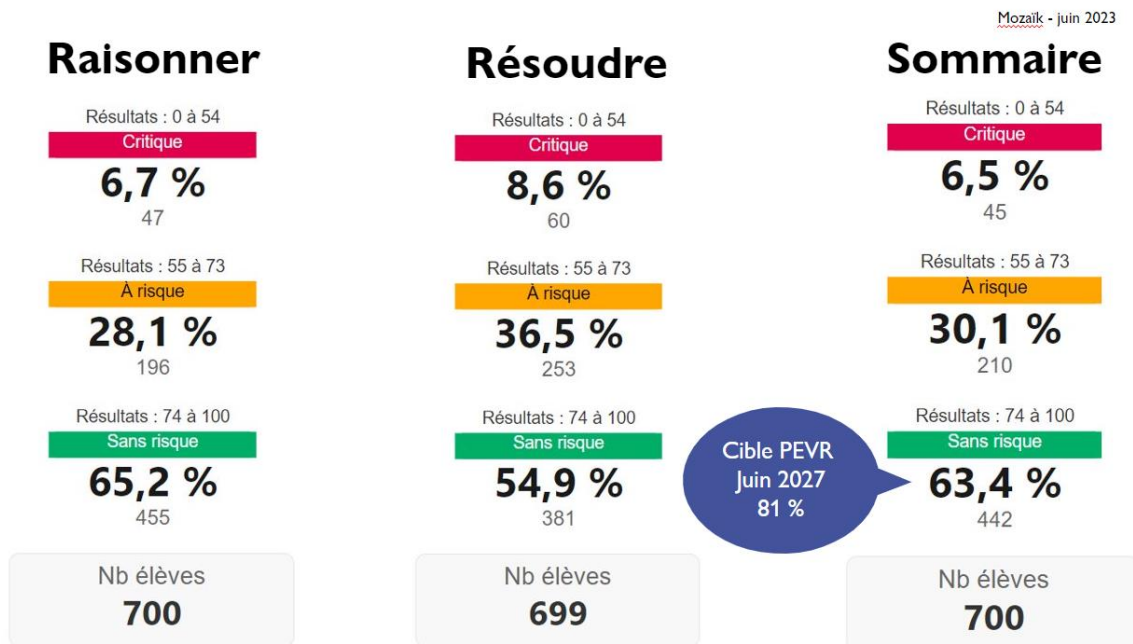 Mozaïk - juin 2023
Raisonner
Résultats : 0 à 54
Critique
6,7 %
47
Résultats : 55 à 73
À risque
28,1 %
196
Résultats : 74 à 100
Sans risque
65,2 %
455
Nb élèves
700
Résoudre
Résultats : 0 à 54
Critique
8,6 %
60
Résultats : 55 à 73
À risque
36,5 %
253
Résultats : 74 à 100
Sans risque
54,9 %
381
Nb élèves
699
Cible PEVR
Juin 2027
81 %
Sommaire
Résultats : 0 à 54
Critique
6,5 %
45
Résultats : 55 à 73
À risque
30,1 %
210
Résultats : 74 à 100
Sans risque
63,4 %
442
Nb élèves
700